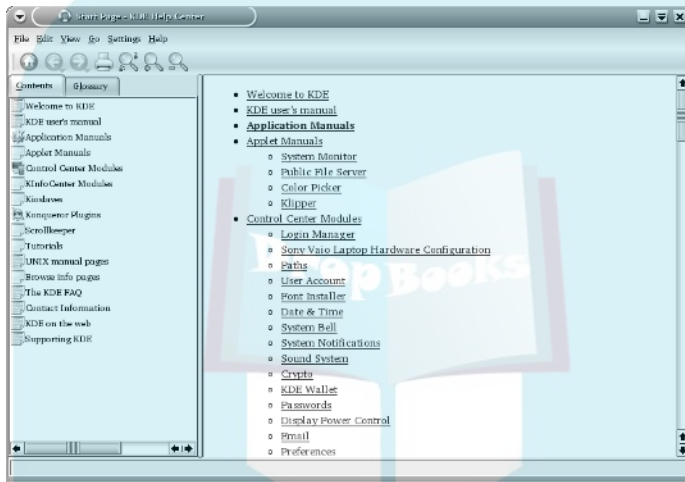 Start Page - KDE Help Center
File Edit View Go Settings Help
Contents Glossary
Welcome to KDE
KDE user's manual
Application Manuals
Applet Manuals
Control Center Modules
KInfoCenter Modules
Kioslaves
Konqueror Plugins
Scrollkeeper
Tutorials
UNIX manual pages
Browse info pages
The KDE FAQ
Contact Information
KDE on the web
Supporting KDE
Welcome to KDE
KDE user's manual
Application Manuals
Applet Manuals
System Monitor
Public File Server
Color Picker
Klipper
Control Center Modules
Login Manager
Sony Vaio Laptop Hardware Configuration
Paths
User Account
Font Installer
Date & Time
System Bell
System Notifications
Sound System
Crypto
KDE Wallet
Passwords
Display Power Control
Email
Preferences
DropBooks